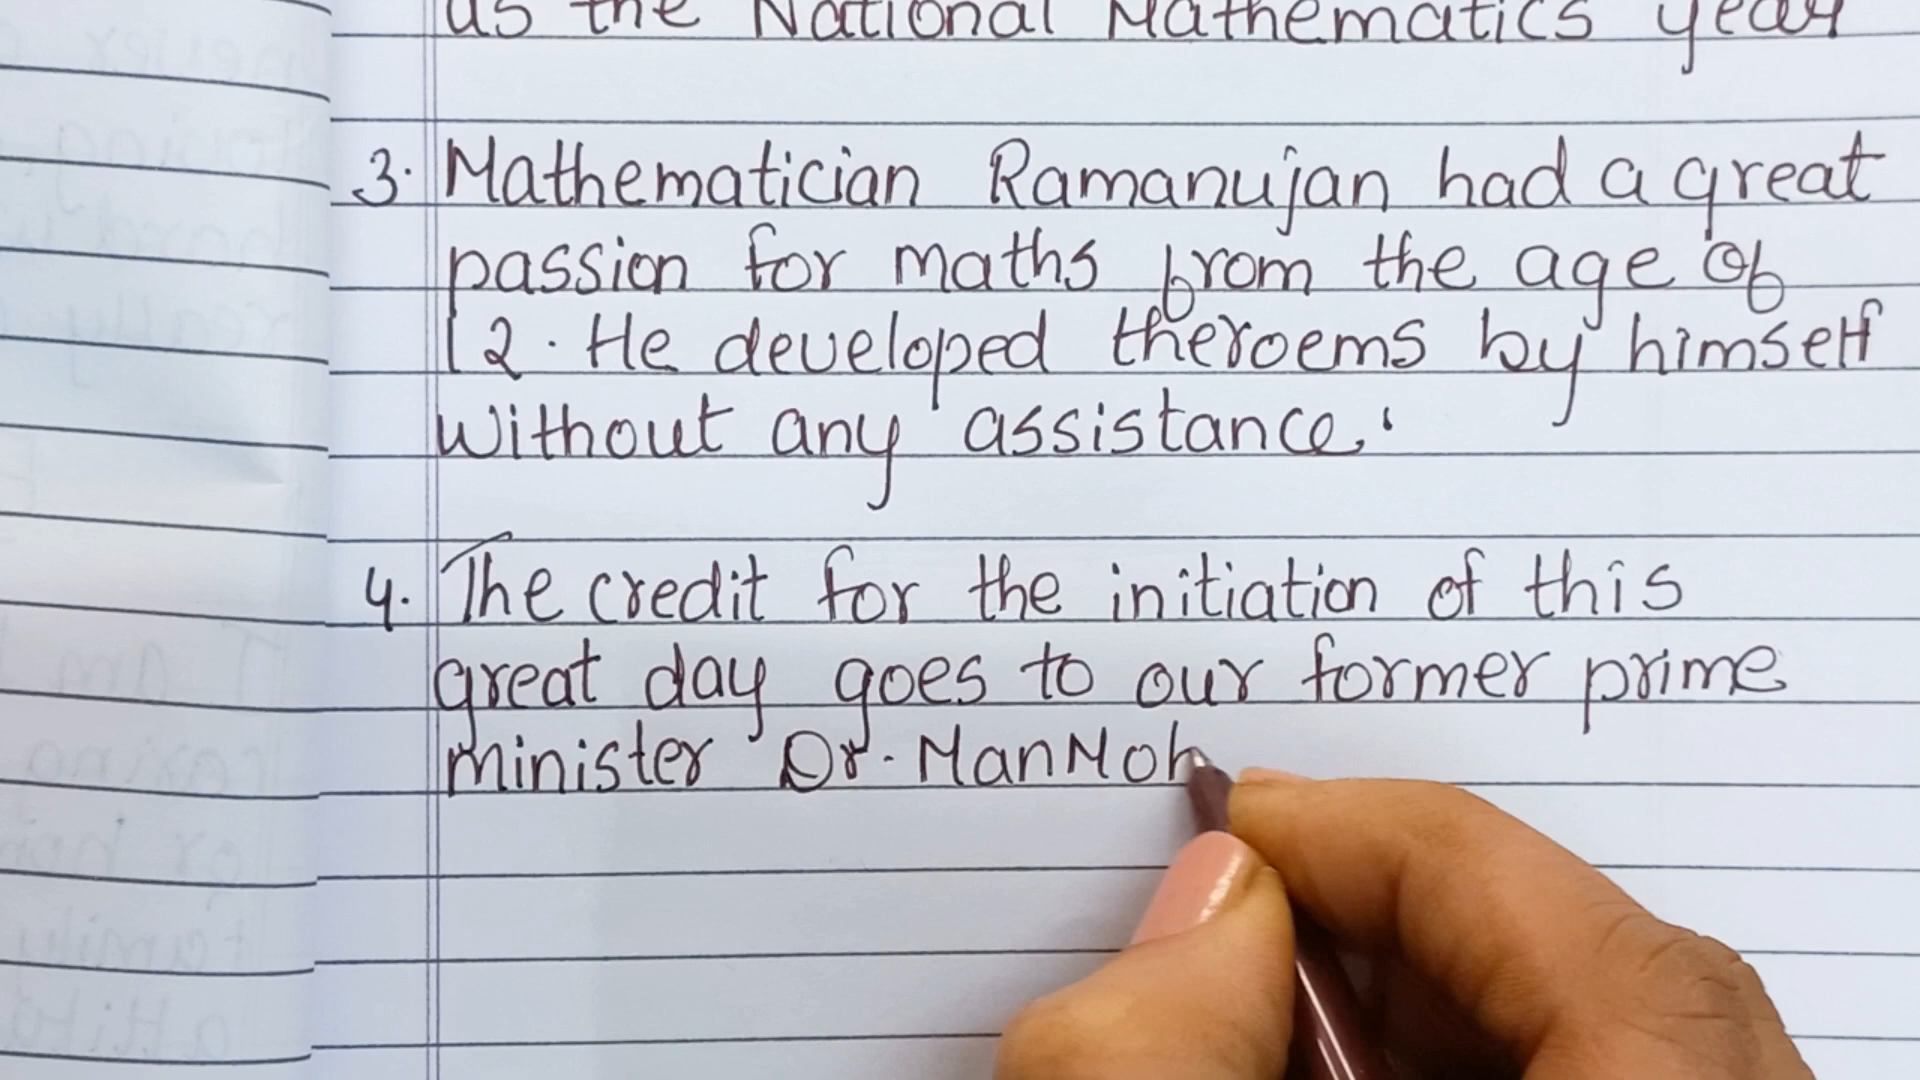 as the National Mathematics year
3. Mathematician Ramanujan had a great
passion for maths from the age of
12. He developed theroems by himself
without any assistance.
4. The credit for the initiation of this
great day goes to our former prime
minister Dr. ManMoh